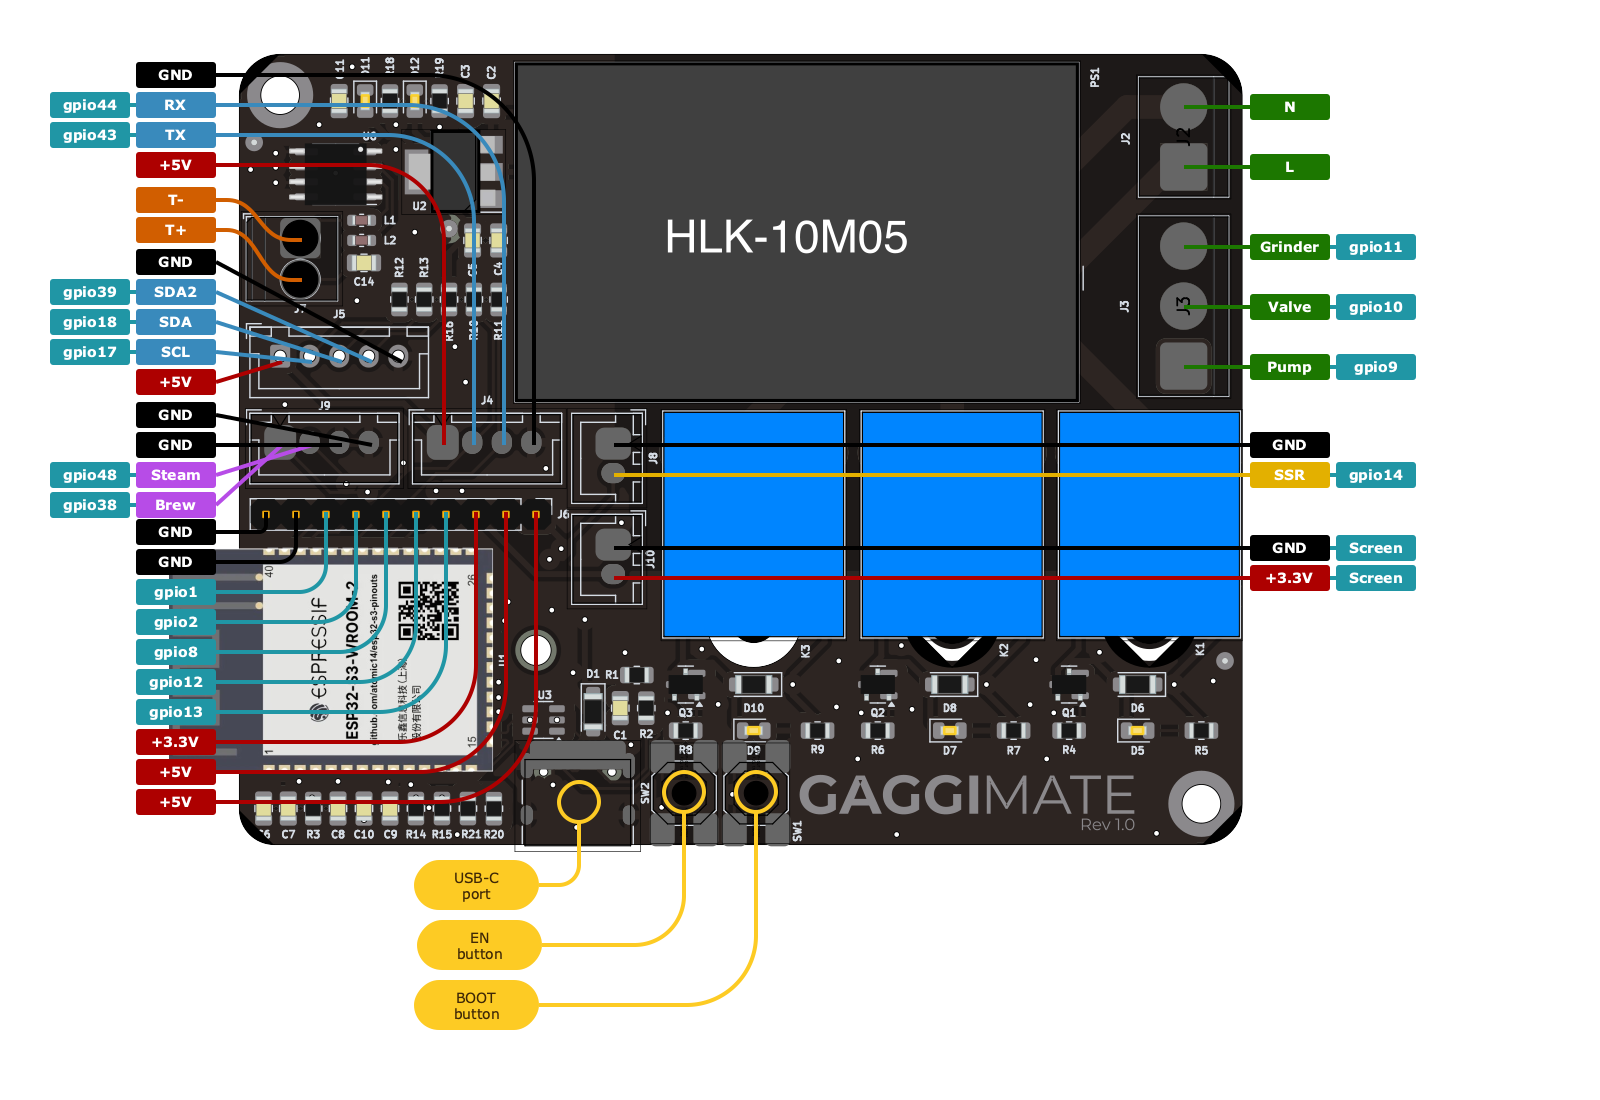 GND
gpio44 RX
gpio43 TX
+5V
T-
T+
GND
gpio39 SDA2
gpio18 SDA
gpio17 SCL
+5V
GND
GND
gpio48 Steam
gpio38 Brew
GND
GND
gpio1
gpio2
gpio8
gpio12
gpio13
+3.3V
+5V
+5V
C11 D11 R18 D12 R19 C3 C2
U6
U2
L1
L2
C14
R12 R13
C5 C4
R16 R10 R11
J7
J5
J9
J4
J8
J6
J10
HLK-10M05
PS1
J2
J2
J3
J3
N
L
Grinder gpio11
Valve gpio10
Pump gpio9
GND
SSR gpio14
GND Screen
+3.3V Screen
40
26
1
15
ESPRESSIF
ESP32-S3-WROOM-2
github.com/atomic14/esp32-s3-pinouts
乐鑫信息科技(上海)
股份有限公司
U1
U3
D1 R1
C1 R2
K3
K2
K1
Q3 D10 Q2 D8 Q1 D6
R8 D9 R9 R6 D7 R7 R4 D5 R5
SW2
SW1
C6 C7 R3 C8 C10 C9 R14 R15 R21 R20
GAGGIMATE
Rev 1.0
USB-C
port
EN
button
BOOT
button